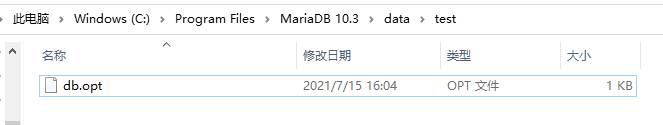 此电脑 > Windows (C:) > Program Files > MariaDB 10.3 > data > test
名称 修改日期 类型 大小
db.opt 2021/7/15 16:04 OPT 文件 1 KB